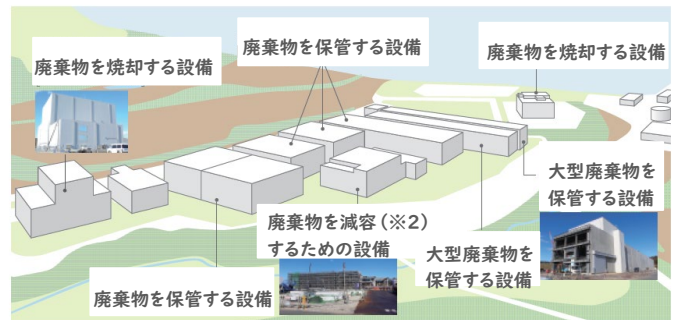 廃棄物を焼却する設備
廃棄物を保管する設備
廃棄物を焼却する設備
大型廃棄物を
保管する設備
廃棄物を減容(※2)
するための設備
大型廃棄物を
保管する設備
廃棄物を保管する設備